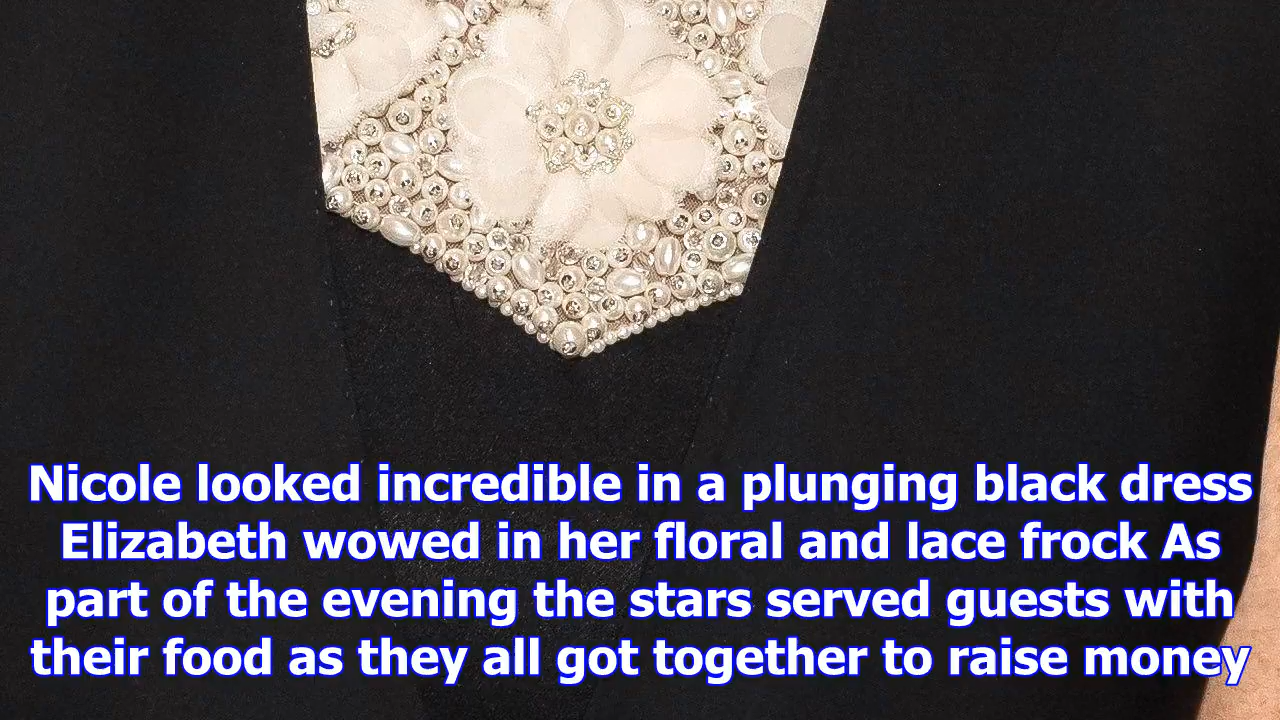 Nicole looked incredible in a plunging black dress
Elizabeth wowed in her floral and lace frock As
part of the evening the stars served guests with
their food as they all got together to raise money